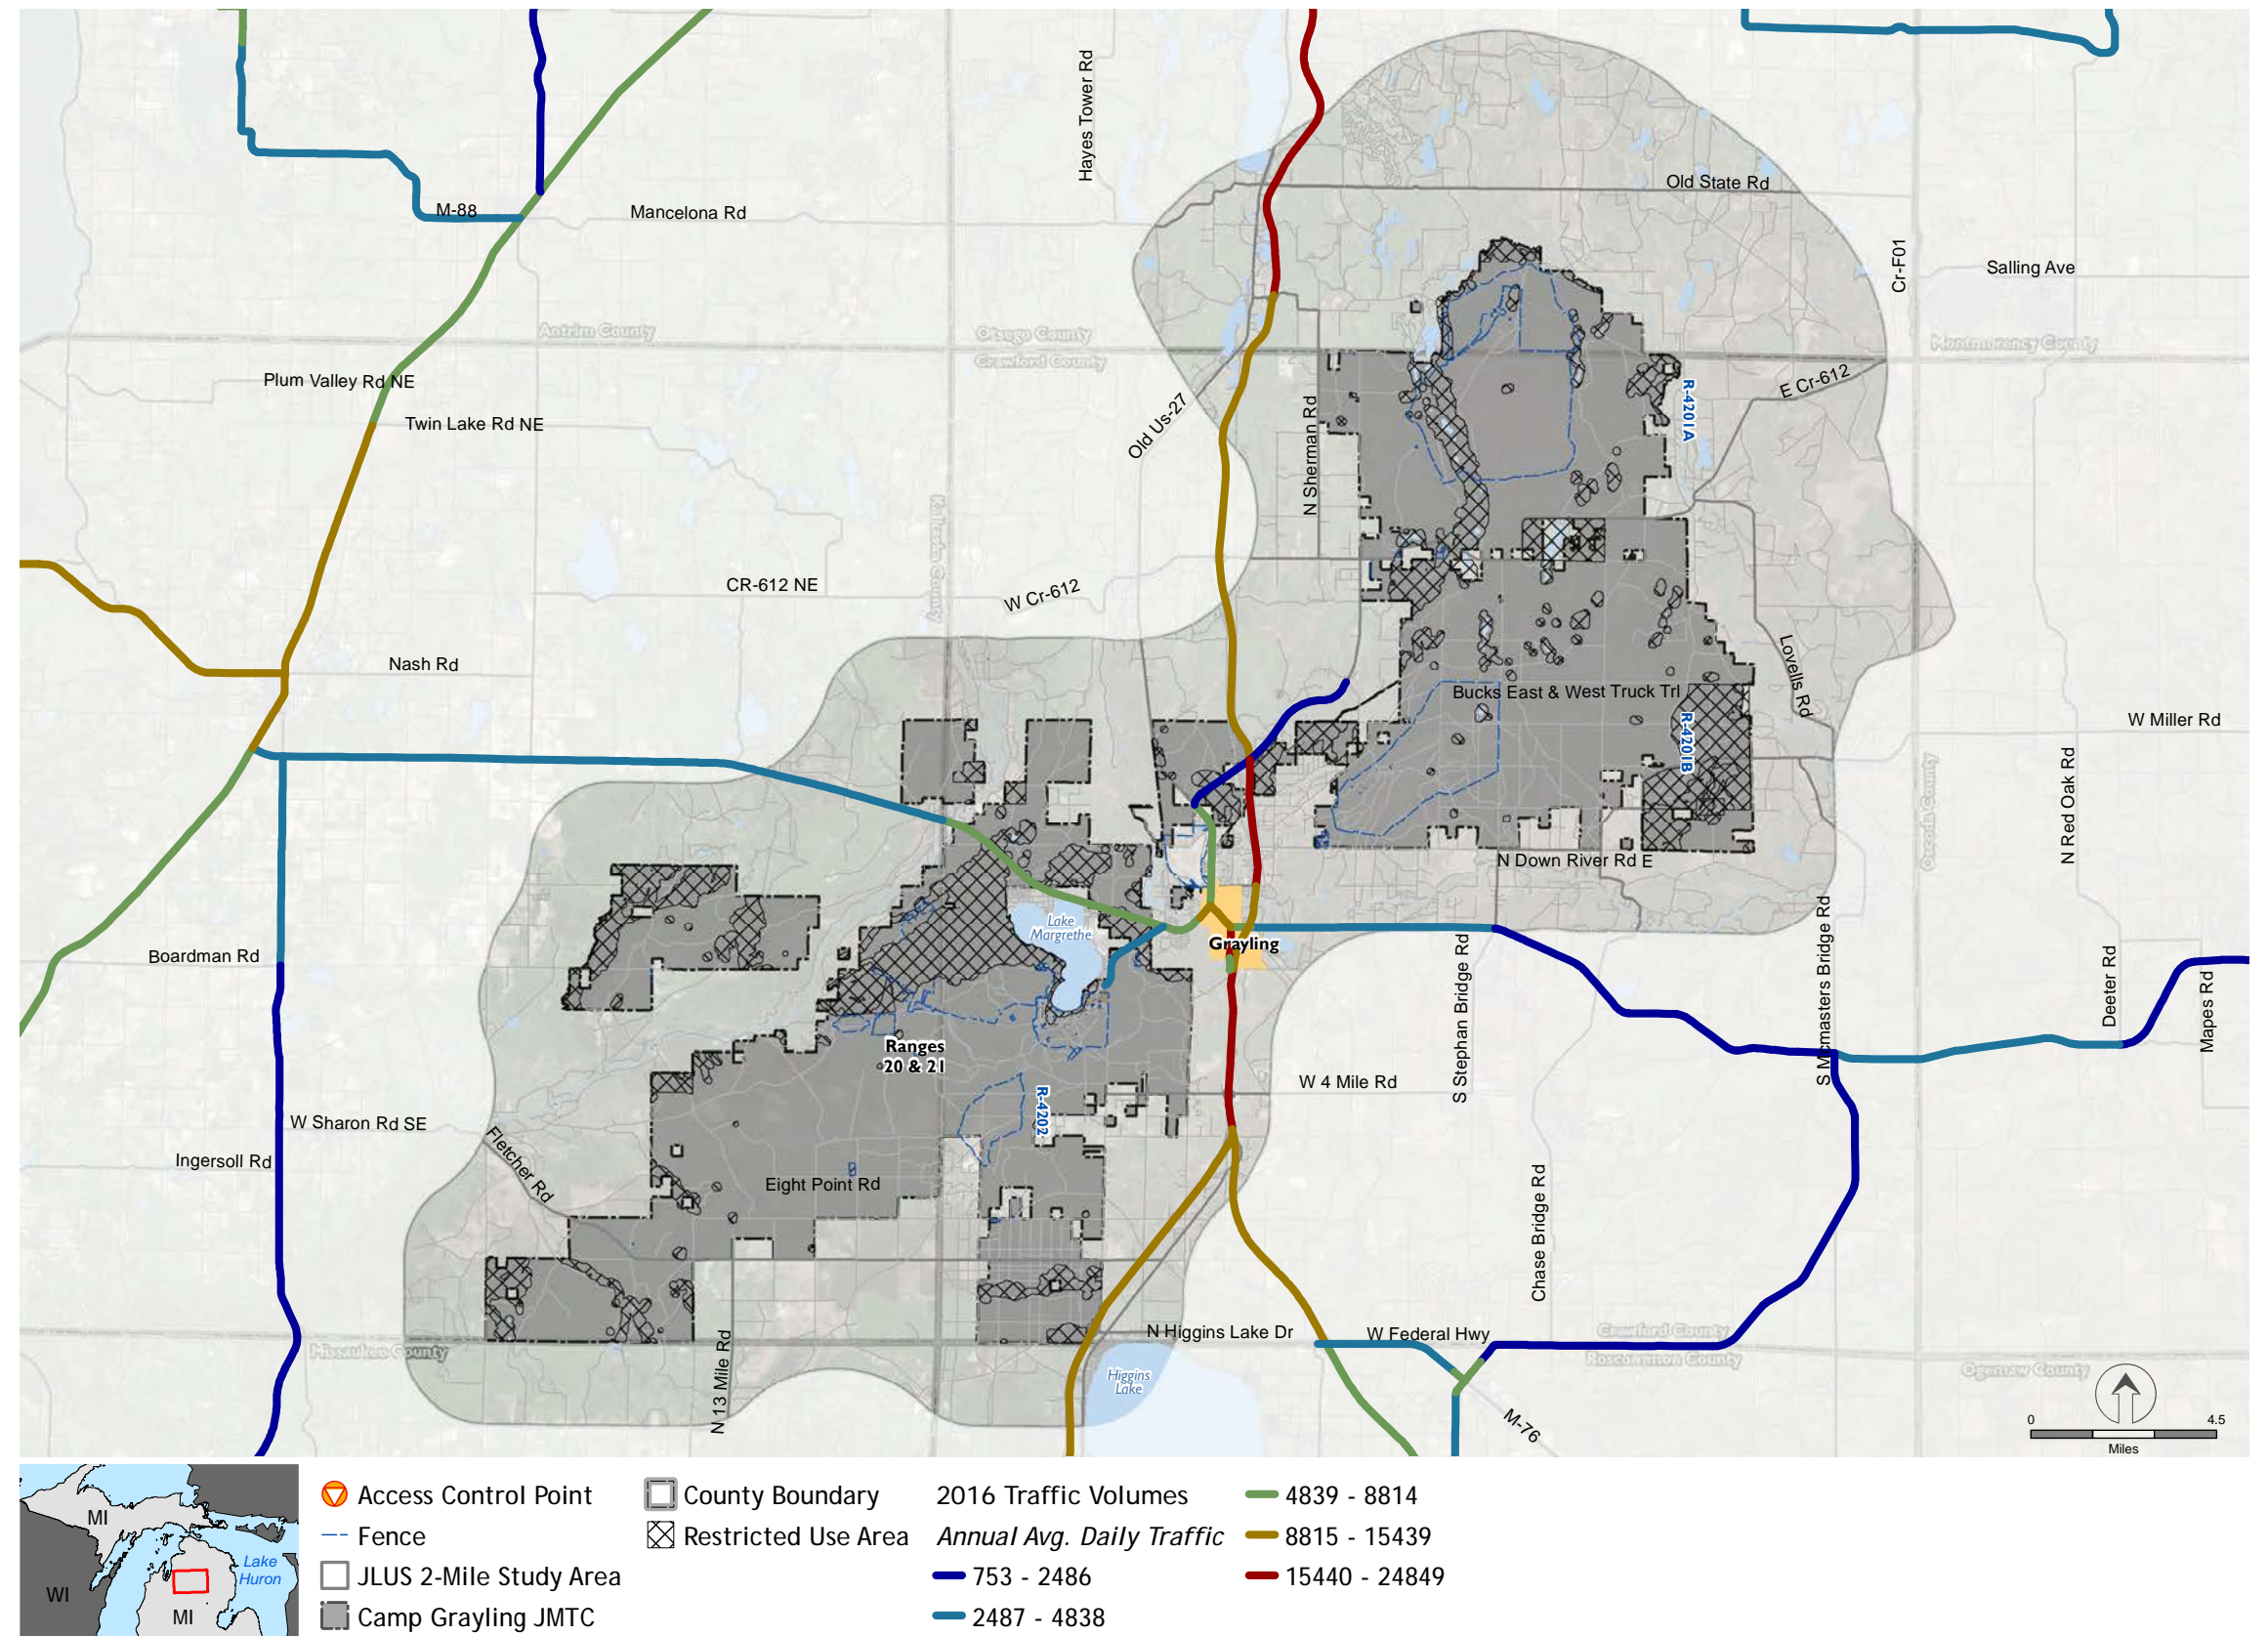 Hayes Tower Rd
Old State Rd
M-88
Mancelona Rd
Cr-F01
Salling Ave
Antrim County
Otsego County
Crawford County
Montmorency County
Plum Valley Rd NE
Twin Lake Rd NE
Old Us-27
N Sherman Rd
R-4201A
E Cr-612
Kalkaska County
CR-612 NE
W Cr-612
Nash Rd
Bucks East & West Truck Trl
Lovells Rd
R-4201B
W Miller Rd
N Red Oak Rd
Oscoda County
N Down River Rd E
Lake
Margrethe
Grayling
Boardman Rd
S Stephan Bridge Rd
S Mcmasters Bridge Rd
Deeter Rd
Mapes Rd
Ranges
20 & 21
R-4202
W 4 Mile Rd
W Sharon Rd SE
Fletcher Rd
Ingersoll Rd
Eight Point Rd
Chase Bridge Rd
N 13 Mile Rd
N Higgins Lake Dr
W Federal Hwy
Crawford County
Roscommon County
Missaukee County
Ogemaw County
Higgins
Lake
M-76
0 4.5
Miles
MI
WI
MI
Lake
Huron
Access Control Point
Fence
JLUS 2-Mile Study Area
Camp Grayling JMTC
County Boundary
Restricted Use Area
2016 Traffic Volumes
Annual Avg. Daily Traffic
753 - 2486
2487 - 4838
4839 - 8814
8815 - 15439
15440 - 24849